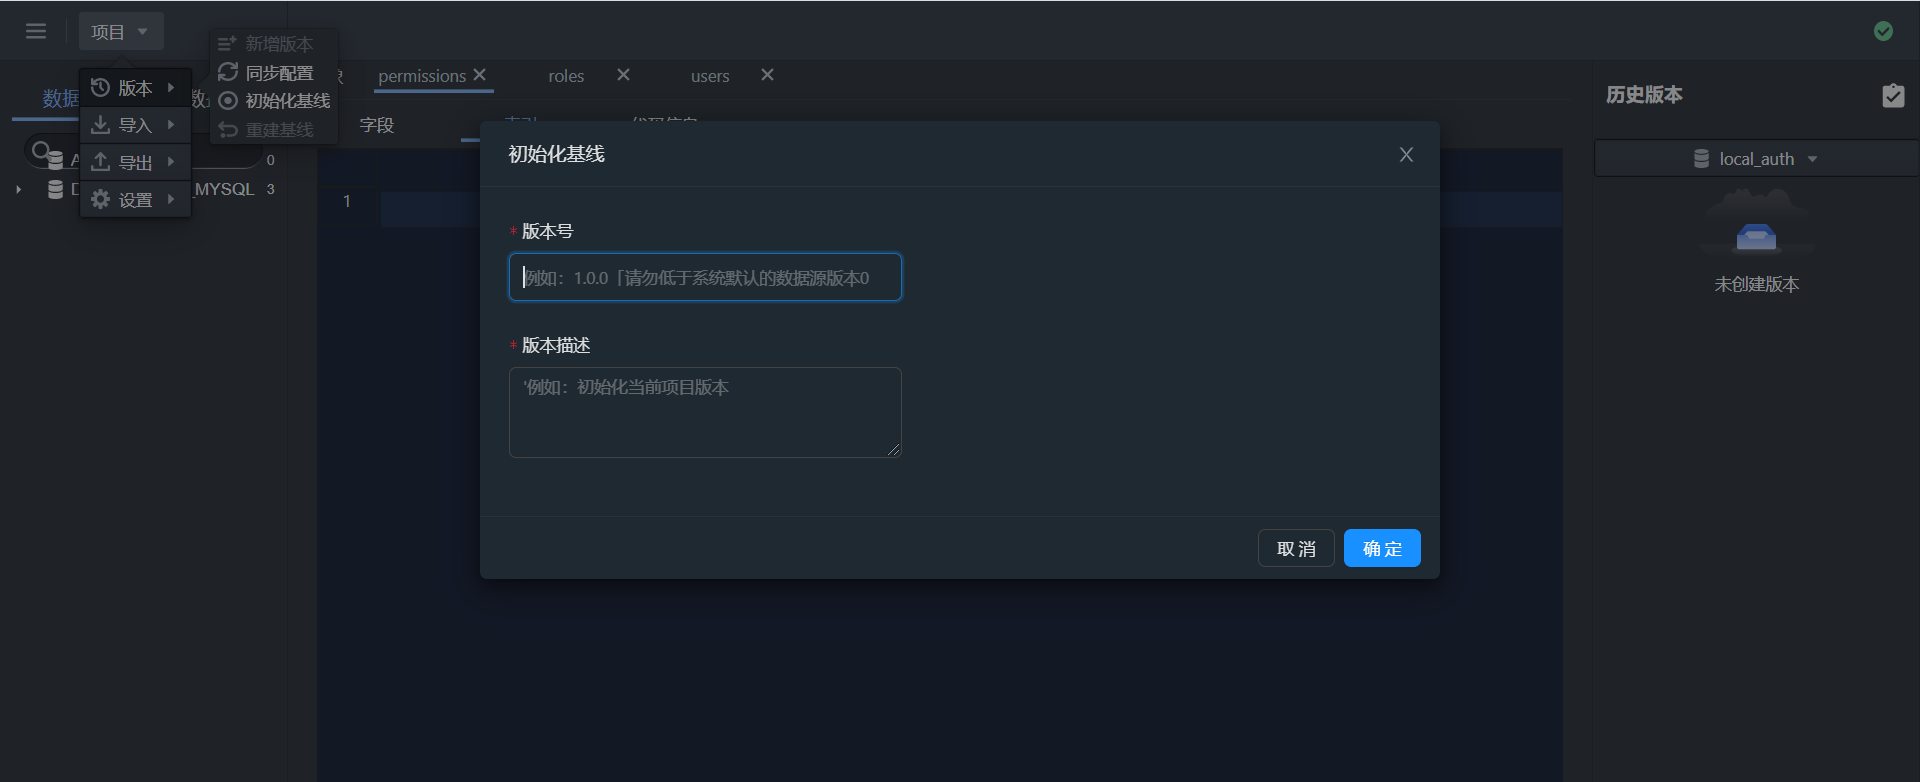 项目
新增版本
同步配置
初始化基线
重建基线
版本
导入
导出
设置
数据
A
0
_MYSQL
3
permissions
roles
users
字段
1
初始化基线
* 版本号
例如：1.0.0「请勿低于系统默认的数据源版本0
* 版本描述
'例如：初始化当前项目版本
取 消
确 定
历史版本
local_auth
未创建版本